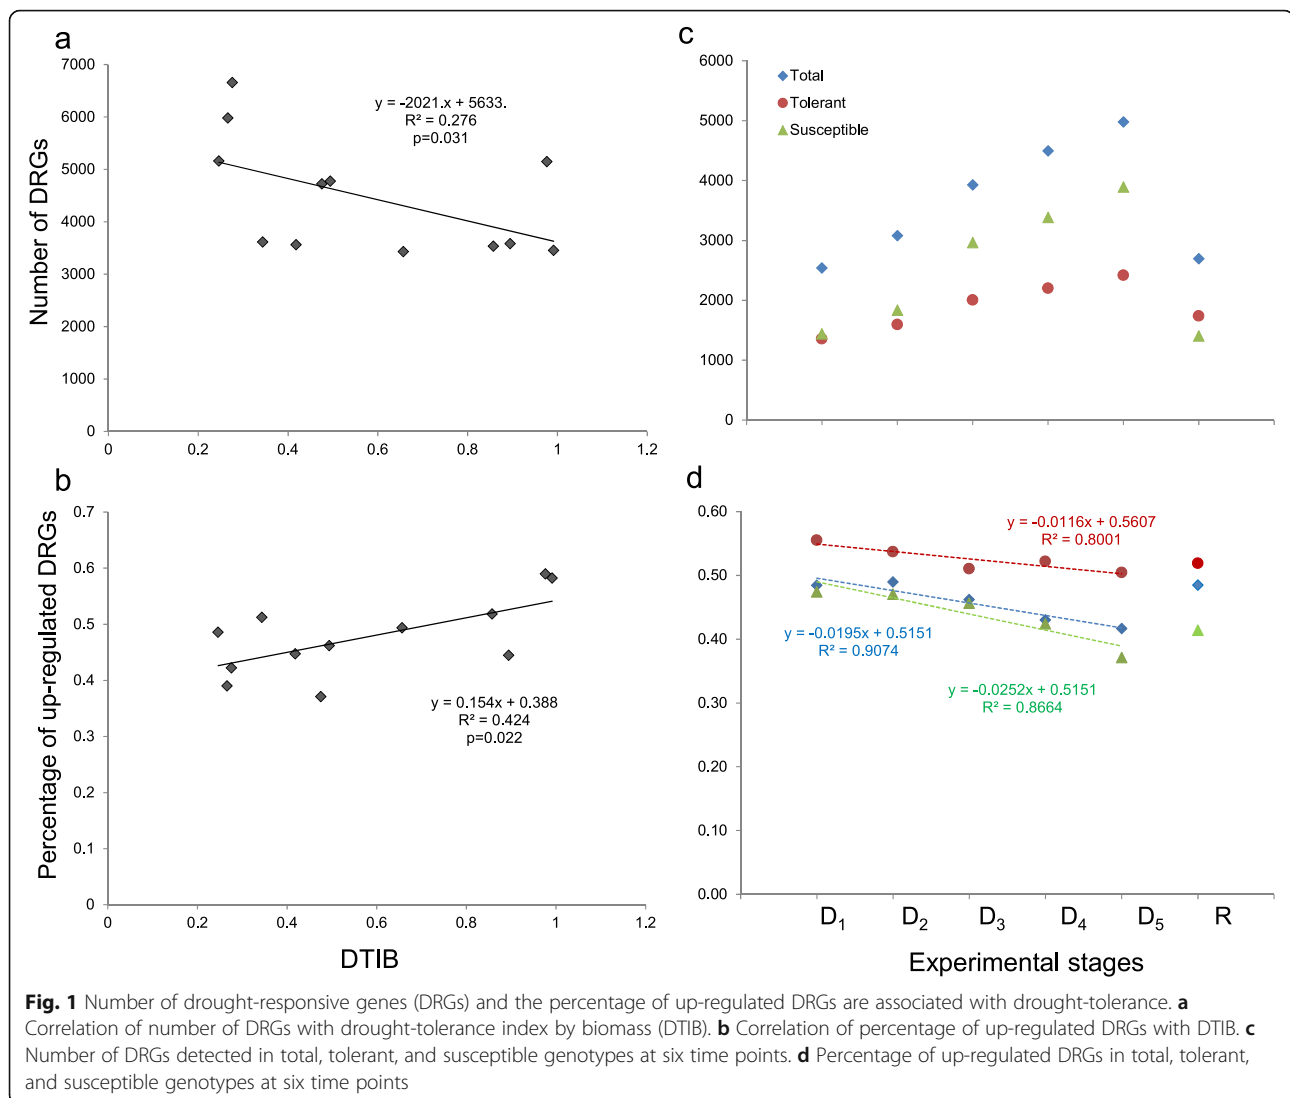 a
7000
6000
5000
4000
3000
2000
1000
0
0 0.2 0.4 0.6 0.8 1 1.2
Number of DRGs
y = -2021.x + 5633.
R² = 0.276
p=0.031
b
0.7
0.6
0.5
0.4
0.3
0.2
0.1
0
0 0.2 0.4 0.6 0.8 1 1.2
Percentage of up-regulated DRGs
y = 0.154x + 0.388
R² = 0.424
p=0.022
DTIB
c
6000
5000
4000
3000
2000
1000
0
Total
Tolerant
Susceptible
d
0.60
0.50
0.40
0.30
0.20
0.10
0.00
y = -0.0116x + 0.5607
R² = 0.8001
y = -0.0195x + 0.5151
R² = 0.9074
y = -0.0252x + 0.5151
R² = 0.8664
D₁ D₂ D₃ D₄ D₅ R
Experimental stages
Fig. 1 Number of drought-responsive genes (DRGs) and the percentage of up-regulated DRGs are associated with drought-tolerance. a
Correlation of number of DRGs with drought-tolerance index by biomass (DTIB). b Correlation of percentage of up-regulated DRGs with DTIB. c
Number of DRGs detected in total, tolerant, and susceptible genotypes at six time points. d Percentage of up-regulated DRGs in total, tolerant,
and susceptible genotypes at six time points